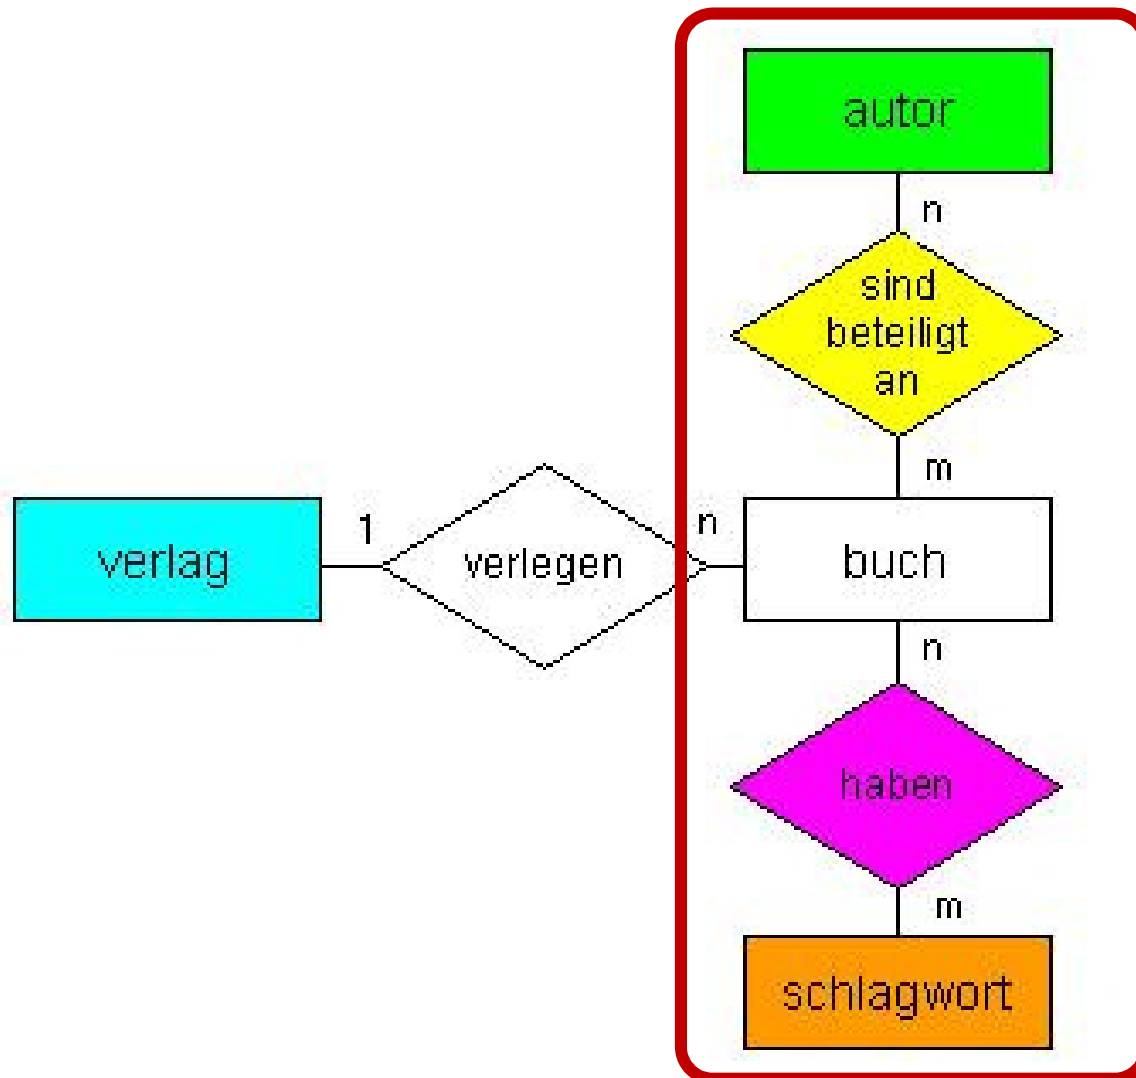 autor
n
sind
beteiligt
an
m
verlag
1
verlegen
n
buch
n
haben
m
schlagwort